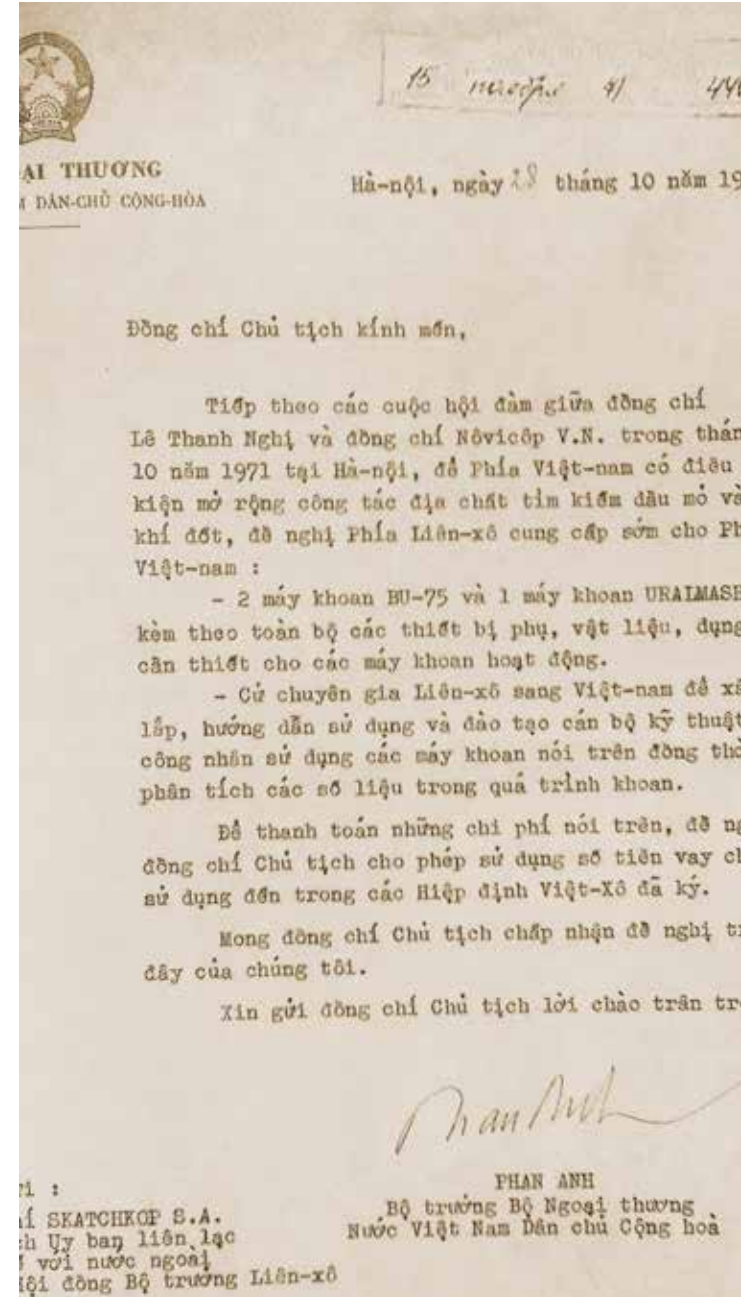 15 44
ẠI THƯƠNG
M DÂN-CHỦ CỘNG-HÒA
Hà-nội, ngày 28 tháng 10 năm 19
Đồng chí Chủ tịch kính mến,
Tiếp theo các cuộc hội đàm giữa đồng chí
Lê Thanh Nghị và đồng chí Nôvicôp V.N. trong thán
10 năm 1971 tại Hà-nội, để Phía Việt-nam có điều
kiện mở rộng công tác địa chất tìm kiếm dầu mỏ và
khí đốt, đề nghị Phía Liên-xô cung cấp sớm cho Ph
Việt-nam :
- 2 máy khoan BU-75 và 1 máy khoan URALMASH
kèm theo toàn bộ các thiết bị phụ, vật liệu, dụng
cần thiết cho các máy khoan hoạt động.
- Cử chuyên gia Liên-xô sang Việt-nam để xâ
lắp, hướng dẫn sử dụng và đào tạo cán bộ kỹ thuật
công nhân sử dụng các máy khoan nói trên đồng thờ
phân tích các số liệu trong quá trình khoan.
Để thanh toán những chi phí nói trên, đề ng
đồng chí Chủ tịch cho phép sử dụng số tiền vay ch
sử dụng đến trong các Hiệp định Việt-Xô đã ký.
Mong đồng chí Chủ tịch chấp nhận đề nghị tr
đây của chúng tôi.
Xin gửi đồng chí Chủ tịch lời chào trân trọ
Phan Anh
PHAN ANH
Bộ trưởng Bộ Ngoại thương
Nước Việt Nam Dân chủ Cộng hoà
i :
í SKATCHKOP S.A.
ch Ủy ban liên lạc
với nước ngoài
Hội đồng Bộ trưởng Liên-xô